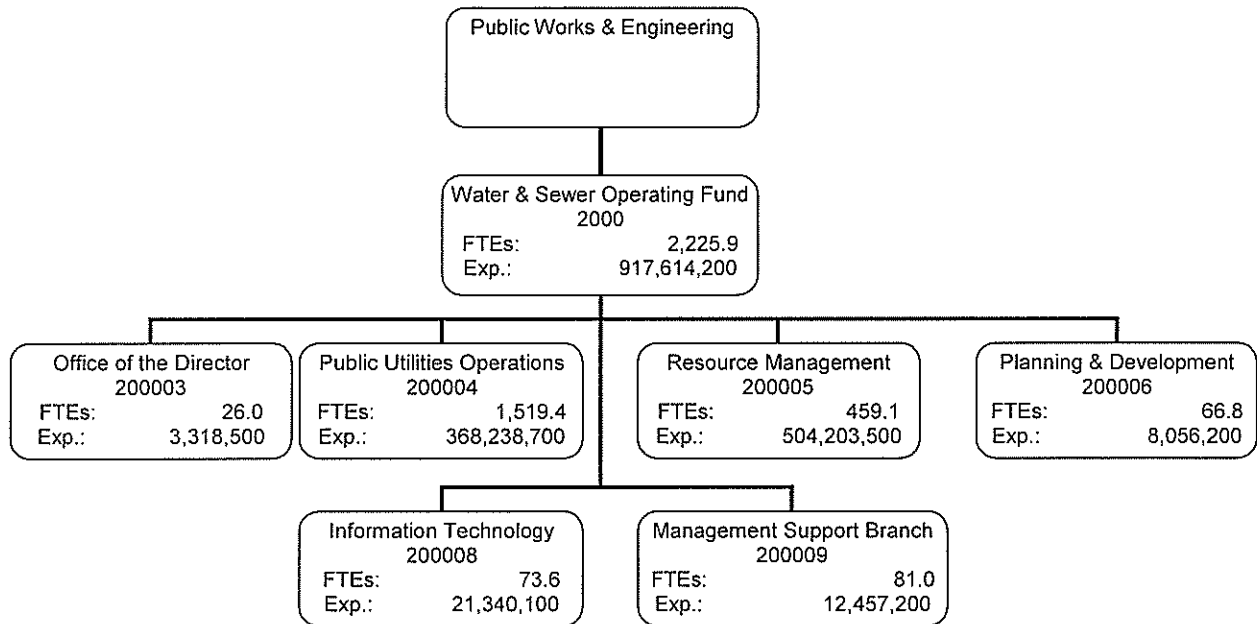 Public Works & Engineering
Water & Sewer Operating Fund
2000
FTEs: 2,225.9
Exp.: 917,614,200
Office of the Director
200003
FTEs: 26.0
Exp.: 3,318,500
Public Utilities Operations
200004
FTEs: 1,519.4
Exp.: 368,238,700
Resource Management
200005
FTEs: 459.1
Exp.: 504,203,500
Planning & Development
200006
FTEs: 66.8
Exp.: 8,056,200
Information Technology
200008
FTEs: 73.6
Exp.: 21,340,100
Management Support Branch
200009
FTEs: 81.0
Exp.: 12,457,200